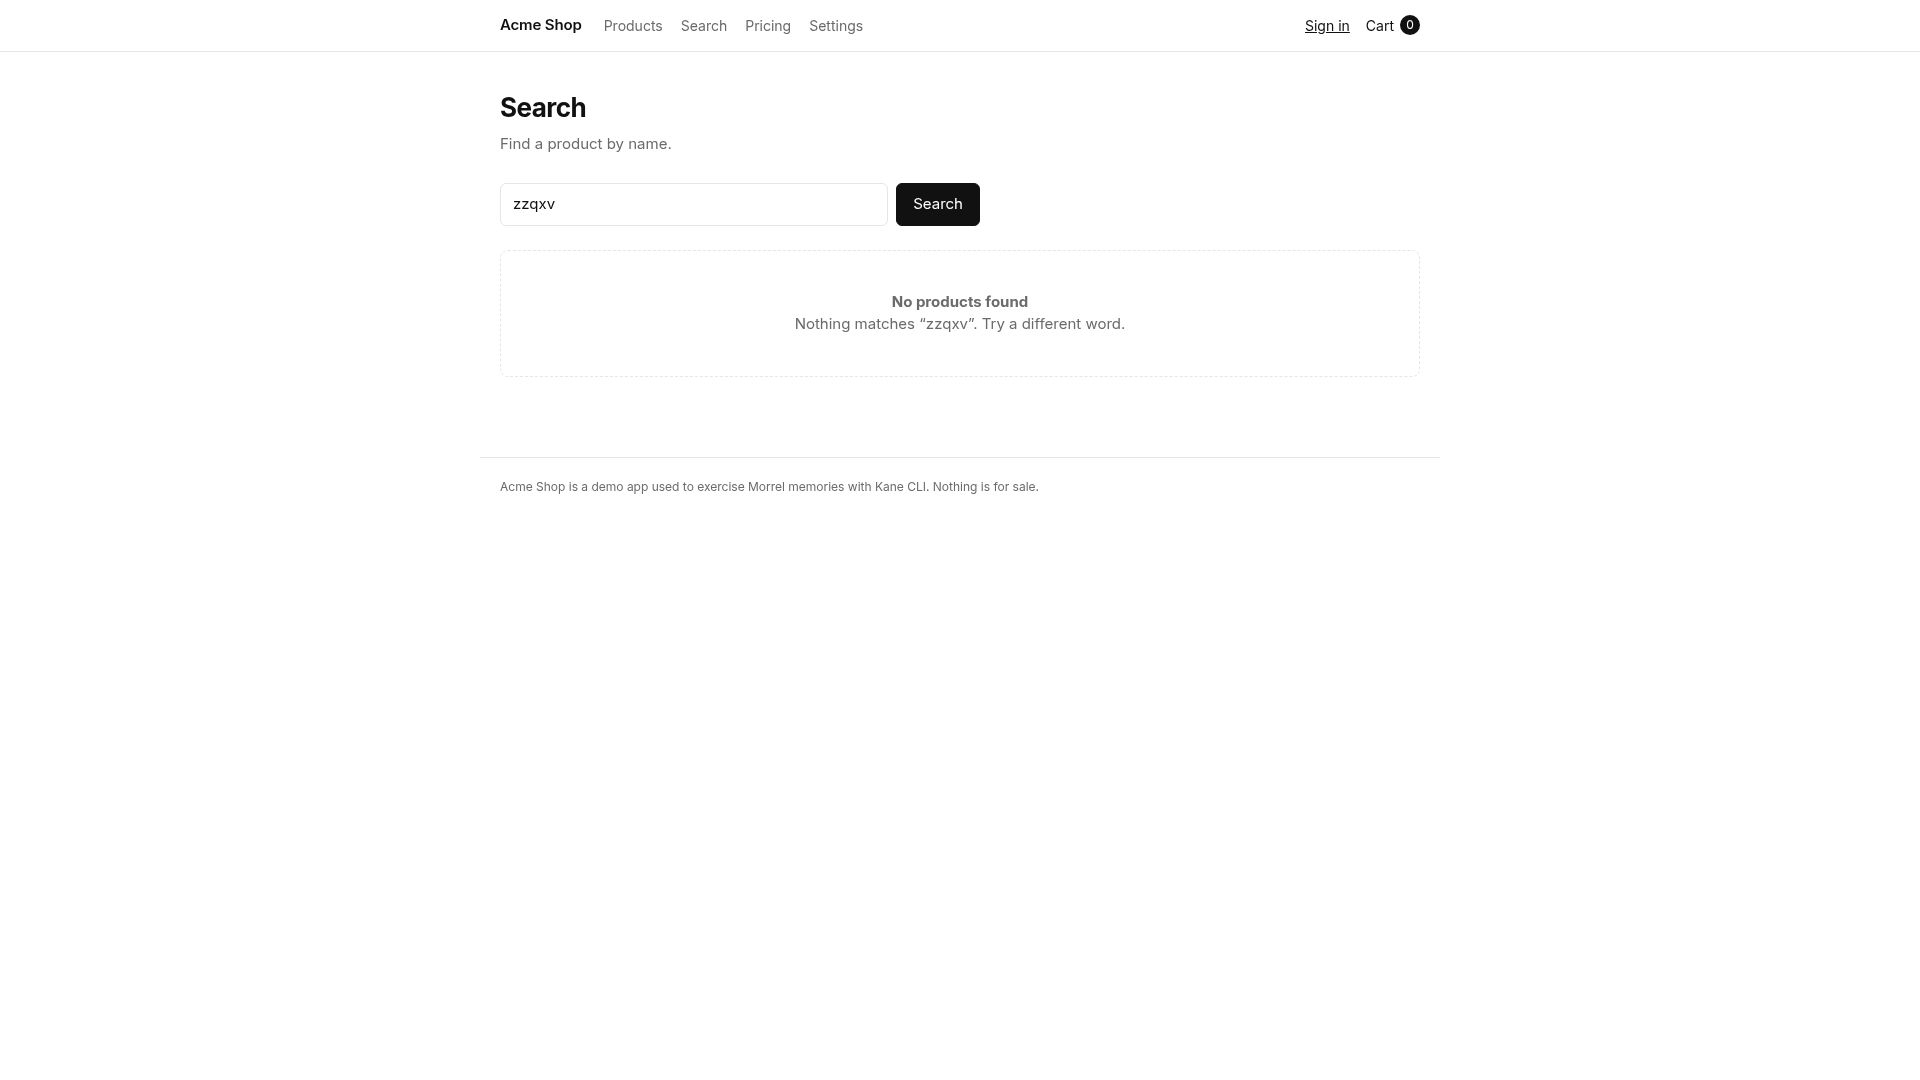 Acme Shop Products Search Pricing Settings Sign in Cart 0
Search
Find a product by name.
zzqxv Search
No products found
Nothing matches “zzqxv”. Try a different word.
Acme Shop is a demo app used to exercise Morrel memories with Kane CLI. Nothing is for sale.